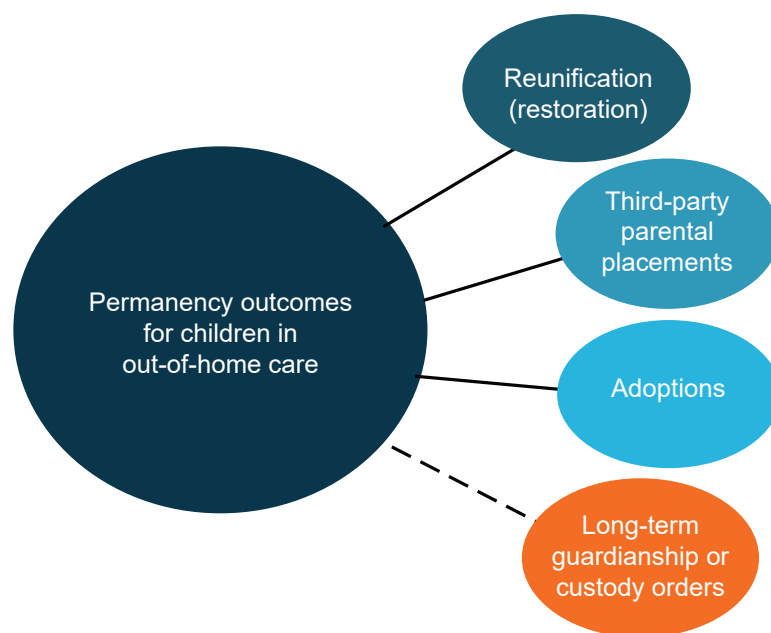 Reunification
(restoration)
Third-party
parental
placements
Permanency outcomes
for children in
out-of-home care
Adoptions
Long-term
guardianship or
custody orders